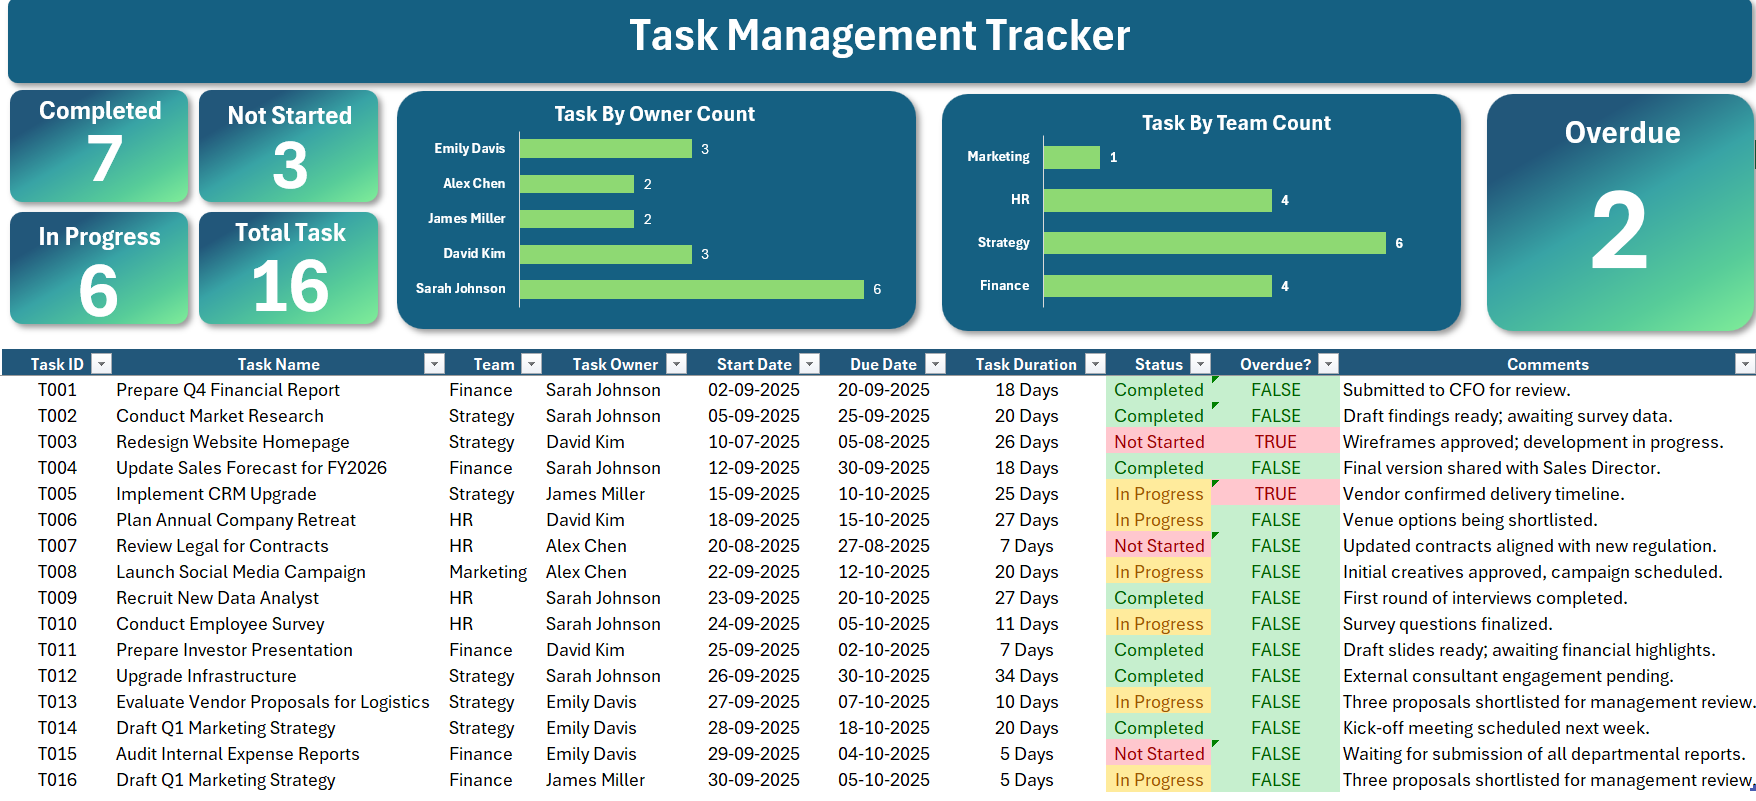 Task Management Tracker
Completed
7
Not Started
3
In Progress
6
Total Task
16
Task By Owner Count
Emily Davis 3
Alex Chen 2
James Miller 2
David Kim 3
Sarah Johnson 6
Task By Team Count
Marketing 1
HR 4
Strategy 6
Finance 4
Overdue
2
Task ID Task Name Team Task Owner Start Date Due Date Task Duration Status Overdue? Comments
T001 Prepare Q4 Financial Report Finance Sarah Johnson 02-09-2025 20-09-2025 18 Days Completed FALSE Submitted to CFO for review.
T002 Conduct Market Research Strategy Sarah Johnson 05-09-2025 25-09-2025 20 Days Completed FALSE Draft findings ready; awaiting survey data.
T003 Redesign Website Homepage Strategy David Kim 10-07-2025 05-08-2025 26 Days Not Started TRUE Wireframes approved; development in progress.
T004 Update Sales Forecast for FY2026 Finance Sarah Johnson 12-09-2025 30-09-2025 18 Days Completed FALSE Final version shared with Sales Director.
T005 Implement CRM Upgrade Strategy James Miller 15-09-2025 10-10-2025 25 Days In Progress TRUE Vendor confirmed delivery timeline.
T006 Plan Annual Company Retreat HR David Kim 18-09-2025 15-10-2025 27 Days In Progress FALSE Venue options being shortlisted.
T007 Review Legal for Contracts HR Alex Chen 20-08-2025 27-08-2025 7 Days Not Started FALSE Updated contracts aligned with new regulation.
T008 Launch Social Media Campaign Marketing Alex Chen 22-09-2025 12-10-2025 20 Days In Progress FALSE Initial creatives approved, campaign scheduled.
T009 Recruit New Data Analyst HR Sarah Johnson 23-09-2025 20-10-2025 27 Days Completed FALSE First round of interviews completed.
T010 Conduct Employee Survey HR Sarah Johnson 24-09-2025 05-10-2025 11 Days In Progress FALSE Survey questions finalized.
T011 Prepare Investor Presentation Finance David Kim 25-09-2025 02-10-2025 7 Days Completed FALSE Draft slides ready; awaiting financial highlights.
T012 Upgrade Infrastructure Strategy Sarah Johnson 26-09-2025 30-10-2025 34 Days Completed FALSE External consultant engagement pending.
T013 Evaluate Vendor Proposals for Logistics Strategy Emily Davis 27-09-2025 07-10-2025 10 Days In Progress FALSE Three proposals shortlisted for management review.
T014 Draft Q1 Marketing Strategy Strategy Emily Davis 28-09-2025 18-10-2025 20 Days Completed FALSE Kick-off meeting scheduled next week.
T015 Audit Internal Expense Reports Finance Emily Davis 29-09-2025 04-10-2025 5 Days Not Started FALSE Waiting for submission of all departmental reports.
T016 Draft Q1 Marketing Strategy Finance James Miller 30-09-2025 05-10-2025 5 Days In Progress FALSE Three proposals shortlisted for management review.